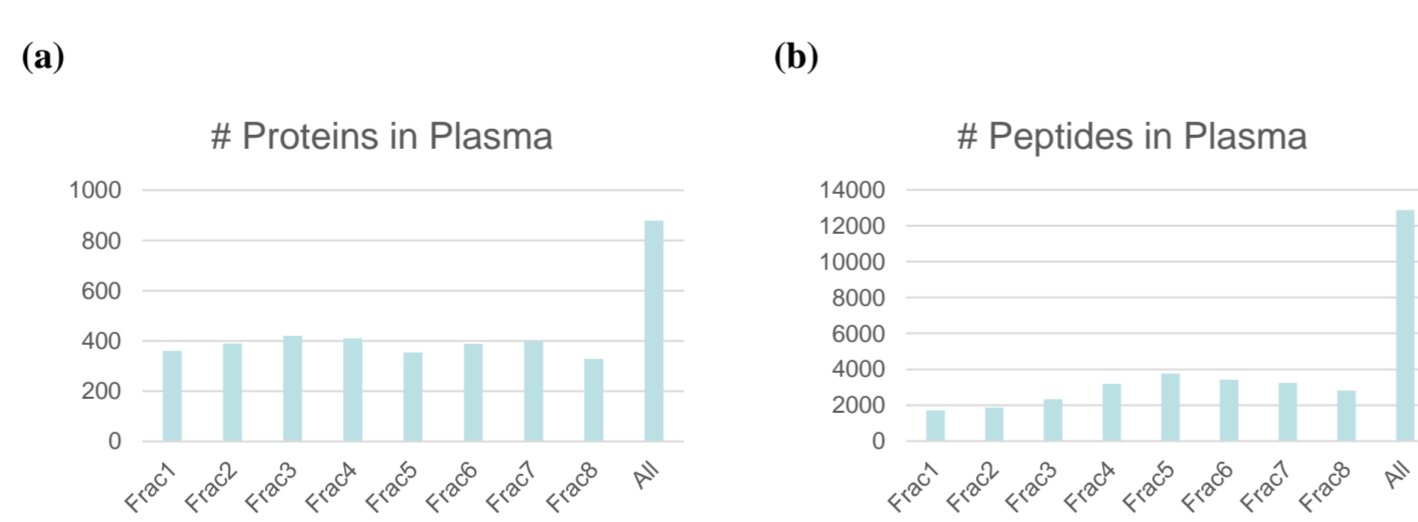 (a)
# Proteins in Plasma
1000
800
600
400
200
0
Frac1 Frac2 Frac3 Frac4 Frac5 Frac6 Frac7 Frac8 All
(b)
# Peptides in Plasma
14000
12000
10000
8000
6000
4000
2000
0
Frac1 Frac2 Frac3 Frac4 Frac5 Frac6 Frac7 Frac8 All